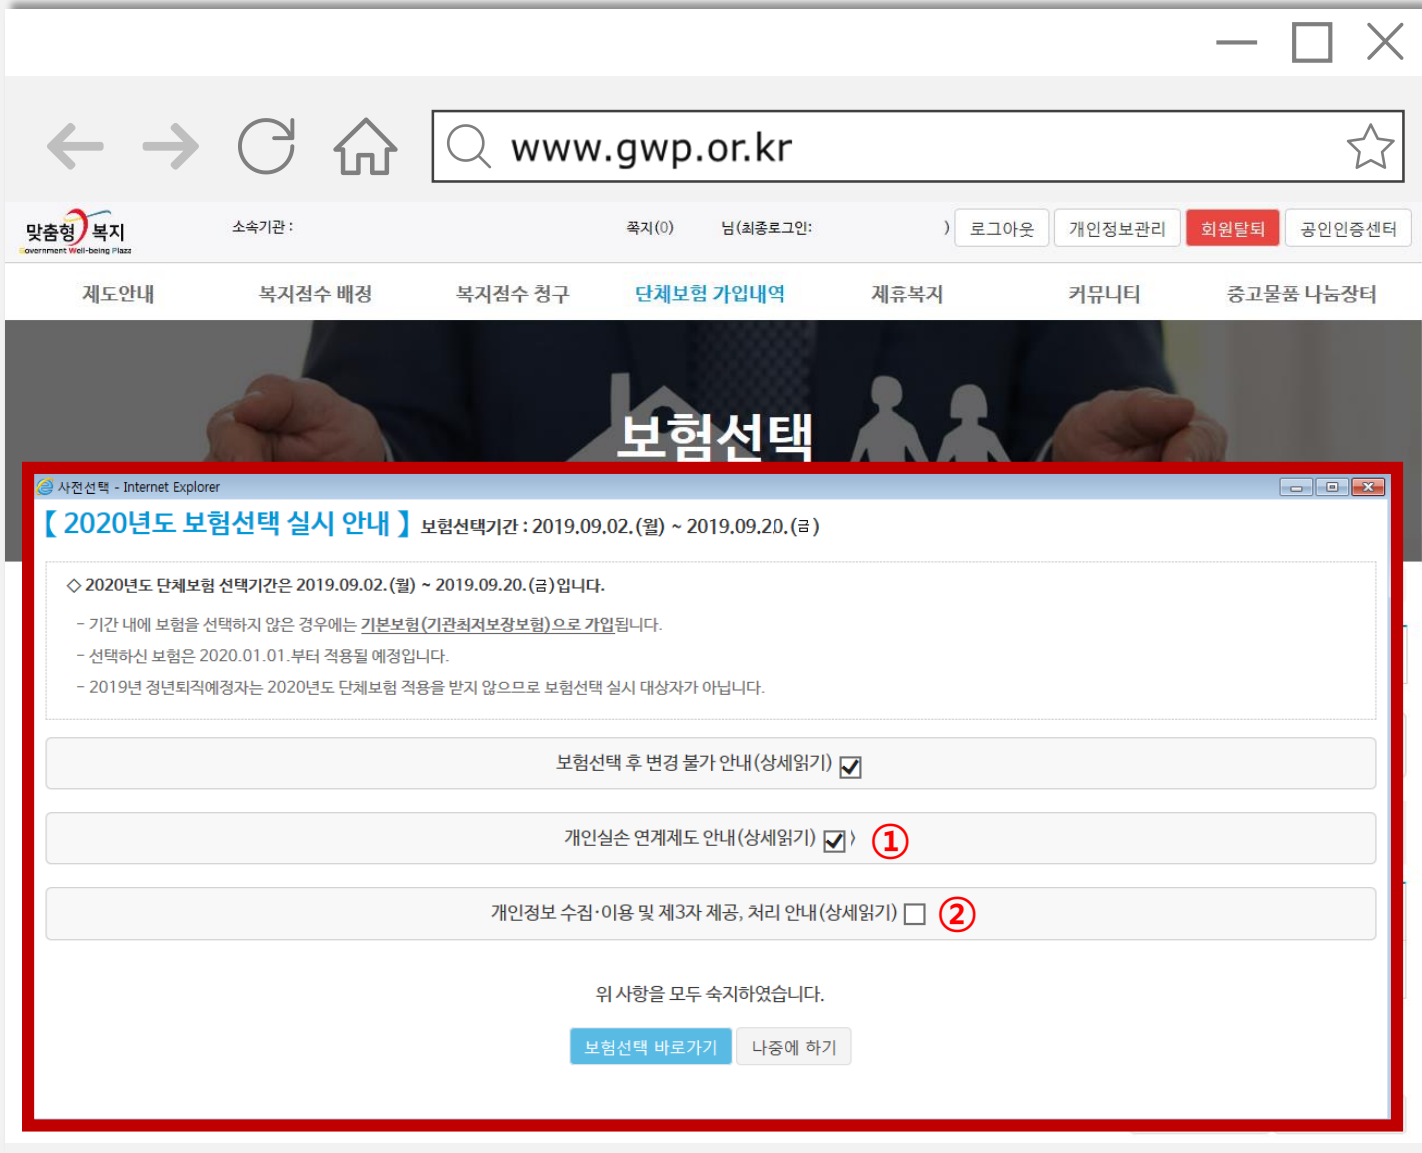 www.gwp.or.kr
맞춤형 복지
Government Well-being Plaza
소속기관 :
쪽지(0) 님(최종로그인: ) 로그아웃 개인정보관리 회원탈퇴 공인인증센터
제도안내 복지점수 배정 복지점수 청구 단체보험 가입내역 제휴복지 커뮤니티 중고물품 나눔장터
보험선택
사전선택 - Internet Explorer
【 2020년도 보험선택 실시 안내 】 보험선택기간 : 2019.09.02.(월) ~ 2019.09.20.(금)
◇ 2020년도 단체보험 선택기간은 2019.09.02.(월) ~ 2019.09.20.(금)입니다.
- 기간 내에 보험을 선택하지 않은 경우에는 기본보험(기관최저보장보험)으로 가입됩니다.
- 선택하신 보험은 2020.01.01.부터 적용될 예정입니다.
- 2019년 정년퇴직예정자는 2020년도 단체보험 적용을 받지 않으므로 보험선택 실시 대상자가 아닙니다.
보험선택 후 변경 불가 안내(상세읽기)
개인실손 연계제도 안내(상세읽기) ①
개인정보 수집·이용 및 제3자 제공, 처리 안내(상세읽기) ②
위 사항을 모두 숙지하였습니다.
보험선택 바로가기 나중에 하기